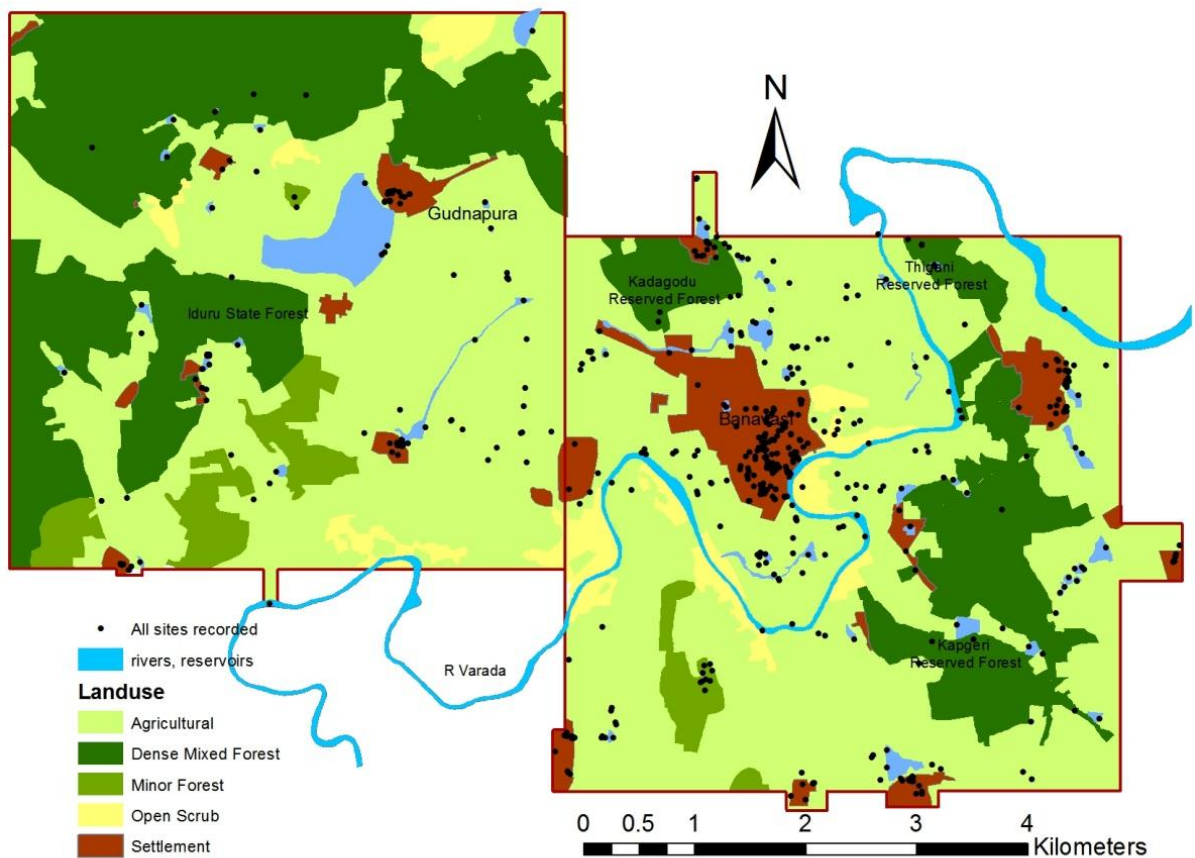 N
Gudnapura
Kadagodu
Reserved Forest
Thigani
Reserved Forest
Iduru State Forest
Banavasi
Kapgeri
Reserved Forest
R Varada
All sites recorded
rivers, reservoirs
Landuse
Agricultural
Dense Mixed Forest
Minor Forest
Open Scrub
Settlement
0 0.5 1 2 3 4
Kilometers